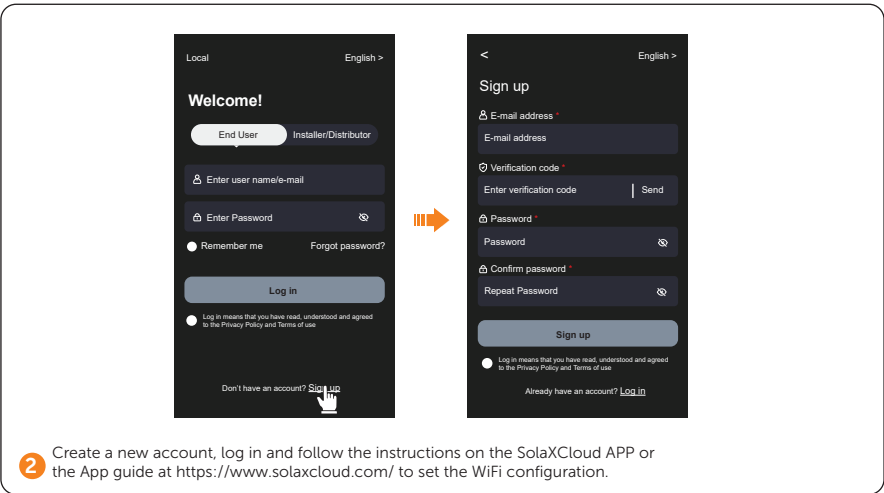 Local
English >
Welcome!
End User
Installer/Distributor
Enter user name/e-mail
Enter Password
Remember me
Forgot password?
Log in
Log in means that you have read, understood and agreed
to the Privacy Policy and Terms of use
Don't have an account? Sign up
<
English >
Sign up
E-mail address *
E-mail address
Verification code *
Enter verification code
Send
Password *
Password
Confirm password *
Repeat Password
Sign up
Log in means that you have read, understood and agreed
to the Privacy Policy and Terms of use
Already have an account? Log in
2
Create a new account, log in and follow the instructions on the SolaXCloud APP or
the App guide at https://www.solaxcloud.com/ to set the WiFi configuration.